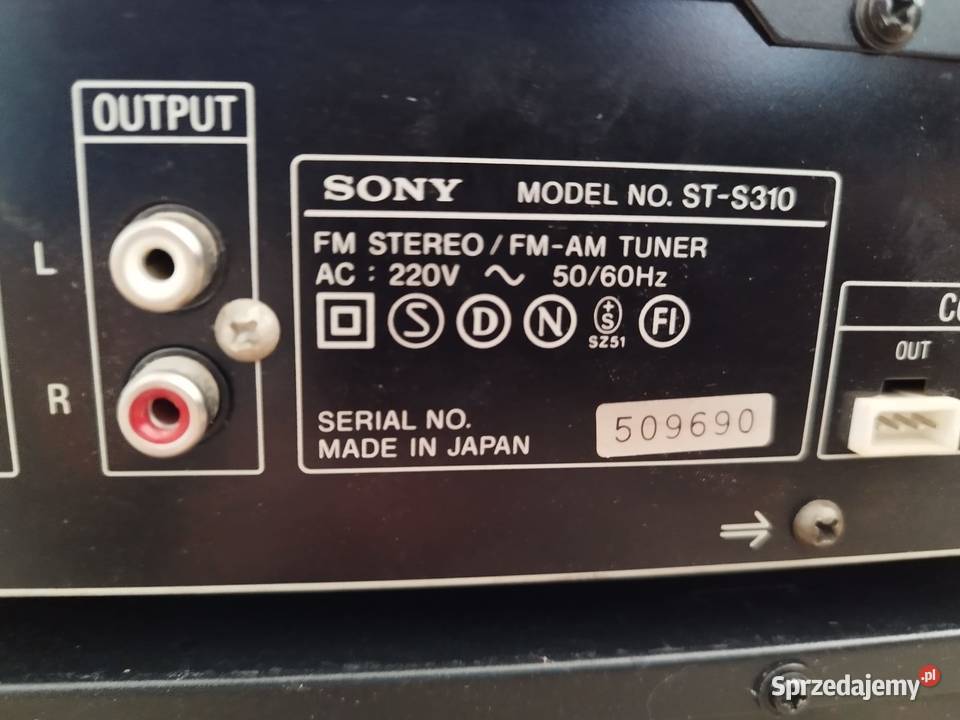 OUTPUT
L
R
SONY MODEL NO. ST-S310
FM STEREO / FM-AM TUNER
AC : 220V ~ 50/60Hz
S D N +S FI
SZ51
SERIAL NO. 509690
MADE IN JAPAN
OUT
Sprzedajemy.pl